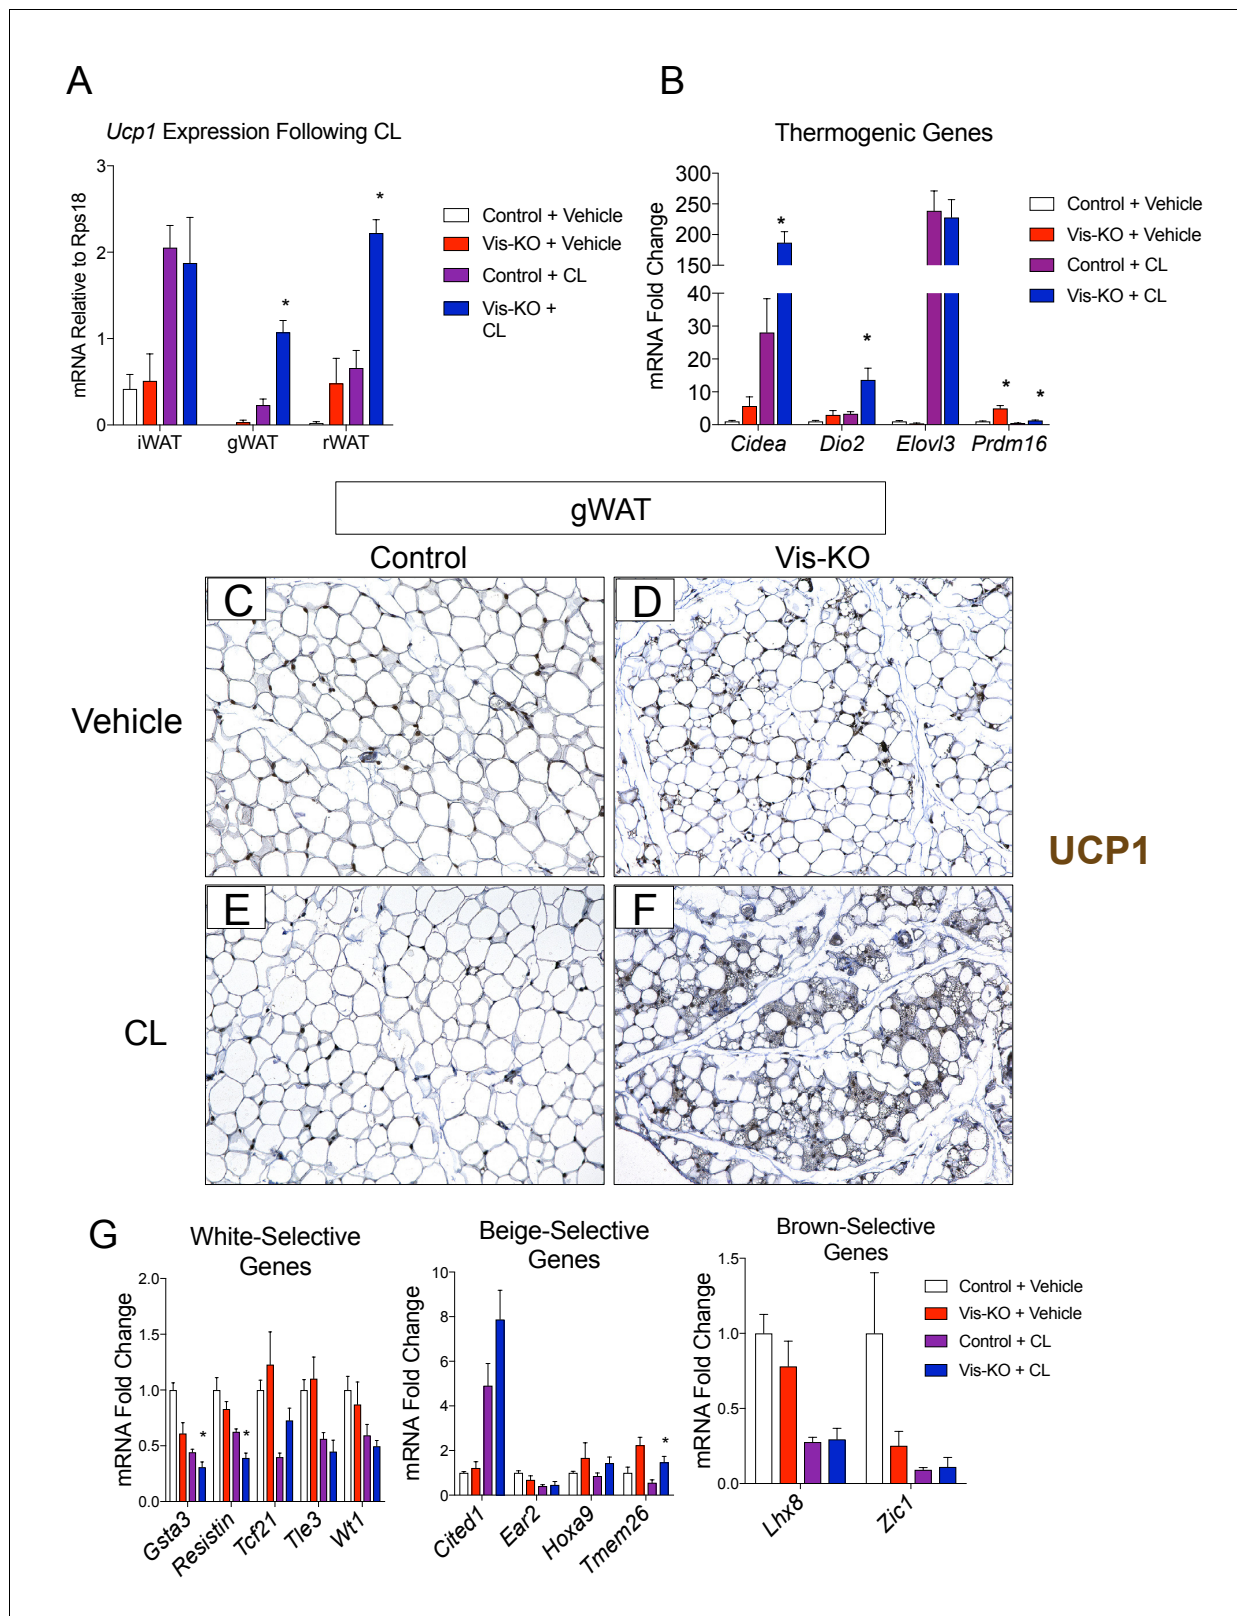 A
Ucp1 Expression Following CL
mRNA Relative to Rps18
3
2
1
0
iWAT gWAT rWAT
*
*
Control + Vehicle
Vis-KO + Vehicle
Control + CL
Vis-KO +
CL
B
Thermogenic Genes
mRNA Fold Change
300
250
200
150
40
30
20
10
0
Cidea Dio2 Elovl3 Prdm16
*
*
*
*
Control + Vehicle
Vis-KO + Vehicle
Control + CL
Vis-KO + CL
gWAT
Control Vis-KO
Vehicle
C
D
UCP1
CL
E
F
G
White-Selective
Genes
mRNA Fold Change
2.0
1.5
1.0
0.5
0.0
*
*
Gsta3 Resistin Tcf21 Tle3 Wt1
Beige-Selective
Genes
mRNA Fold Change
10
8
6
4
2
0
*
Cited1 Ear2 Hoxa9 Tmem26
Brown-Selective
Genes
mRNA Fold Change
1.5
1.0
0.5
0.0
Lhx8 Zic1
Control + Vehicle
Vis-KO + Vehicle
Control + CL
Vis-KO + CL